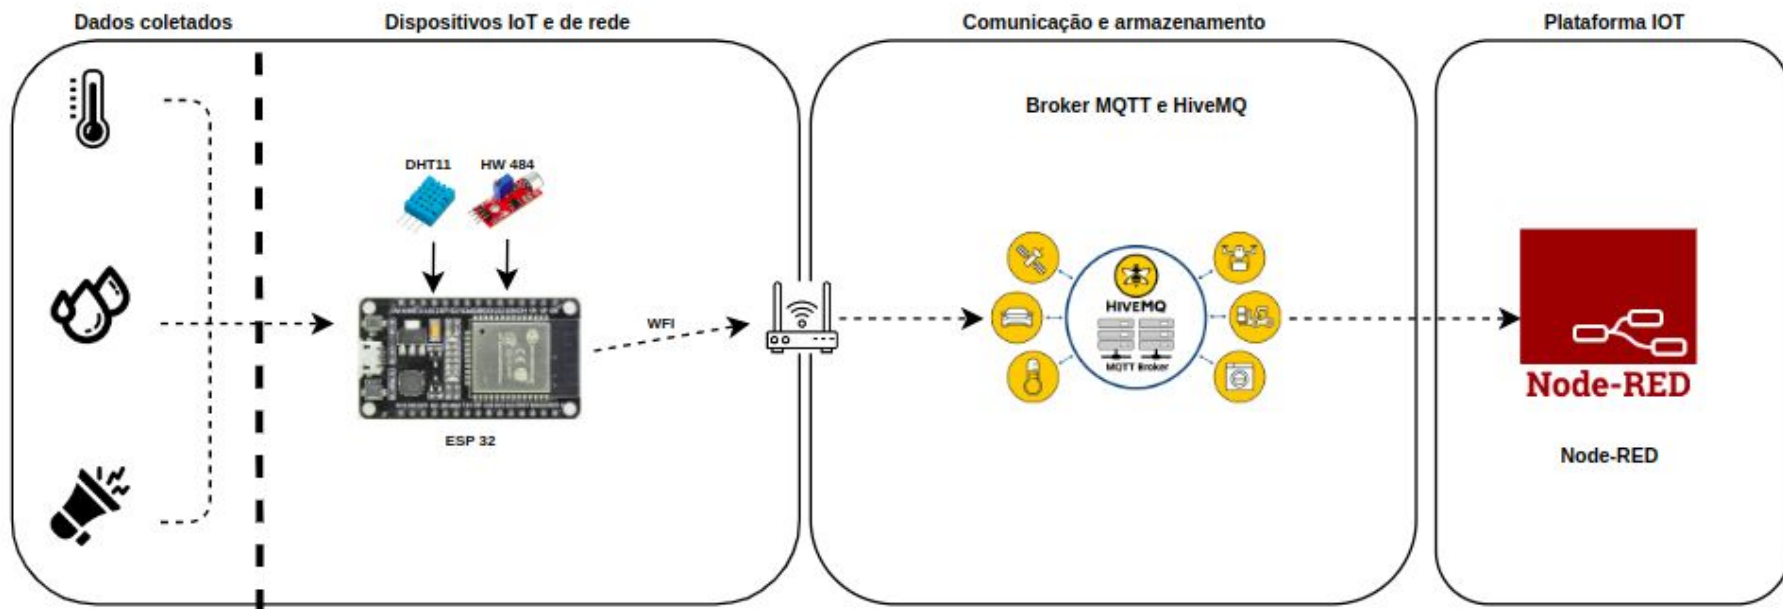 Dados coletados
Dispositivos IoT e de rede
Comunicação e armazenamento
Plataforma IOT
Broker MQTT e HiveMQ
DHT11
HW 484
WFI
HIVEMQ
MQTT Broker
ESP 32
Node-RED
Node-RED